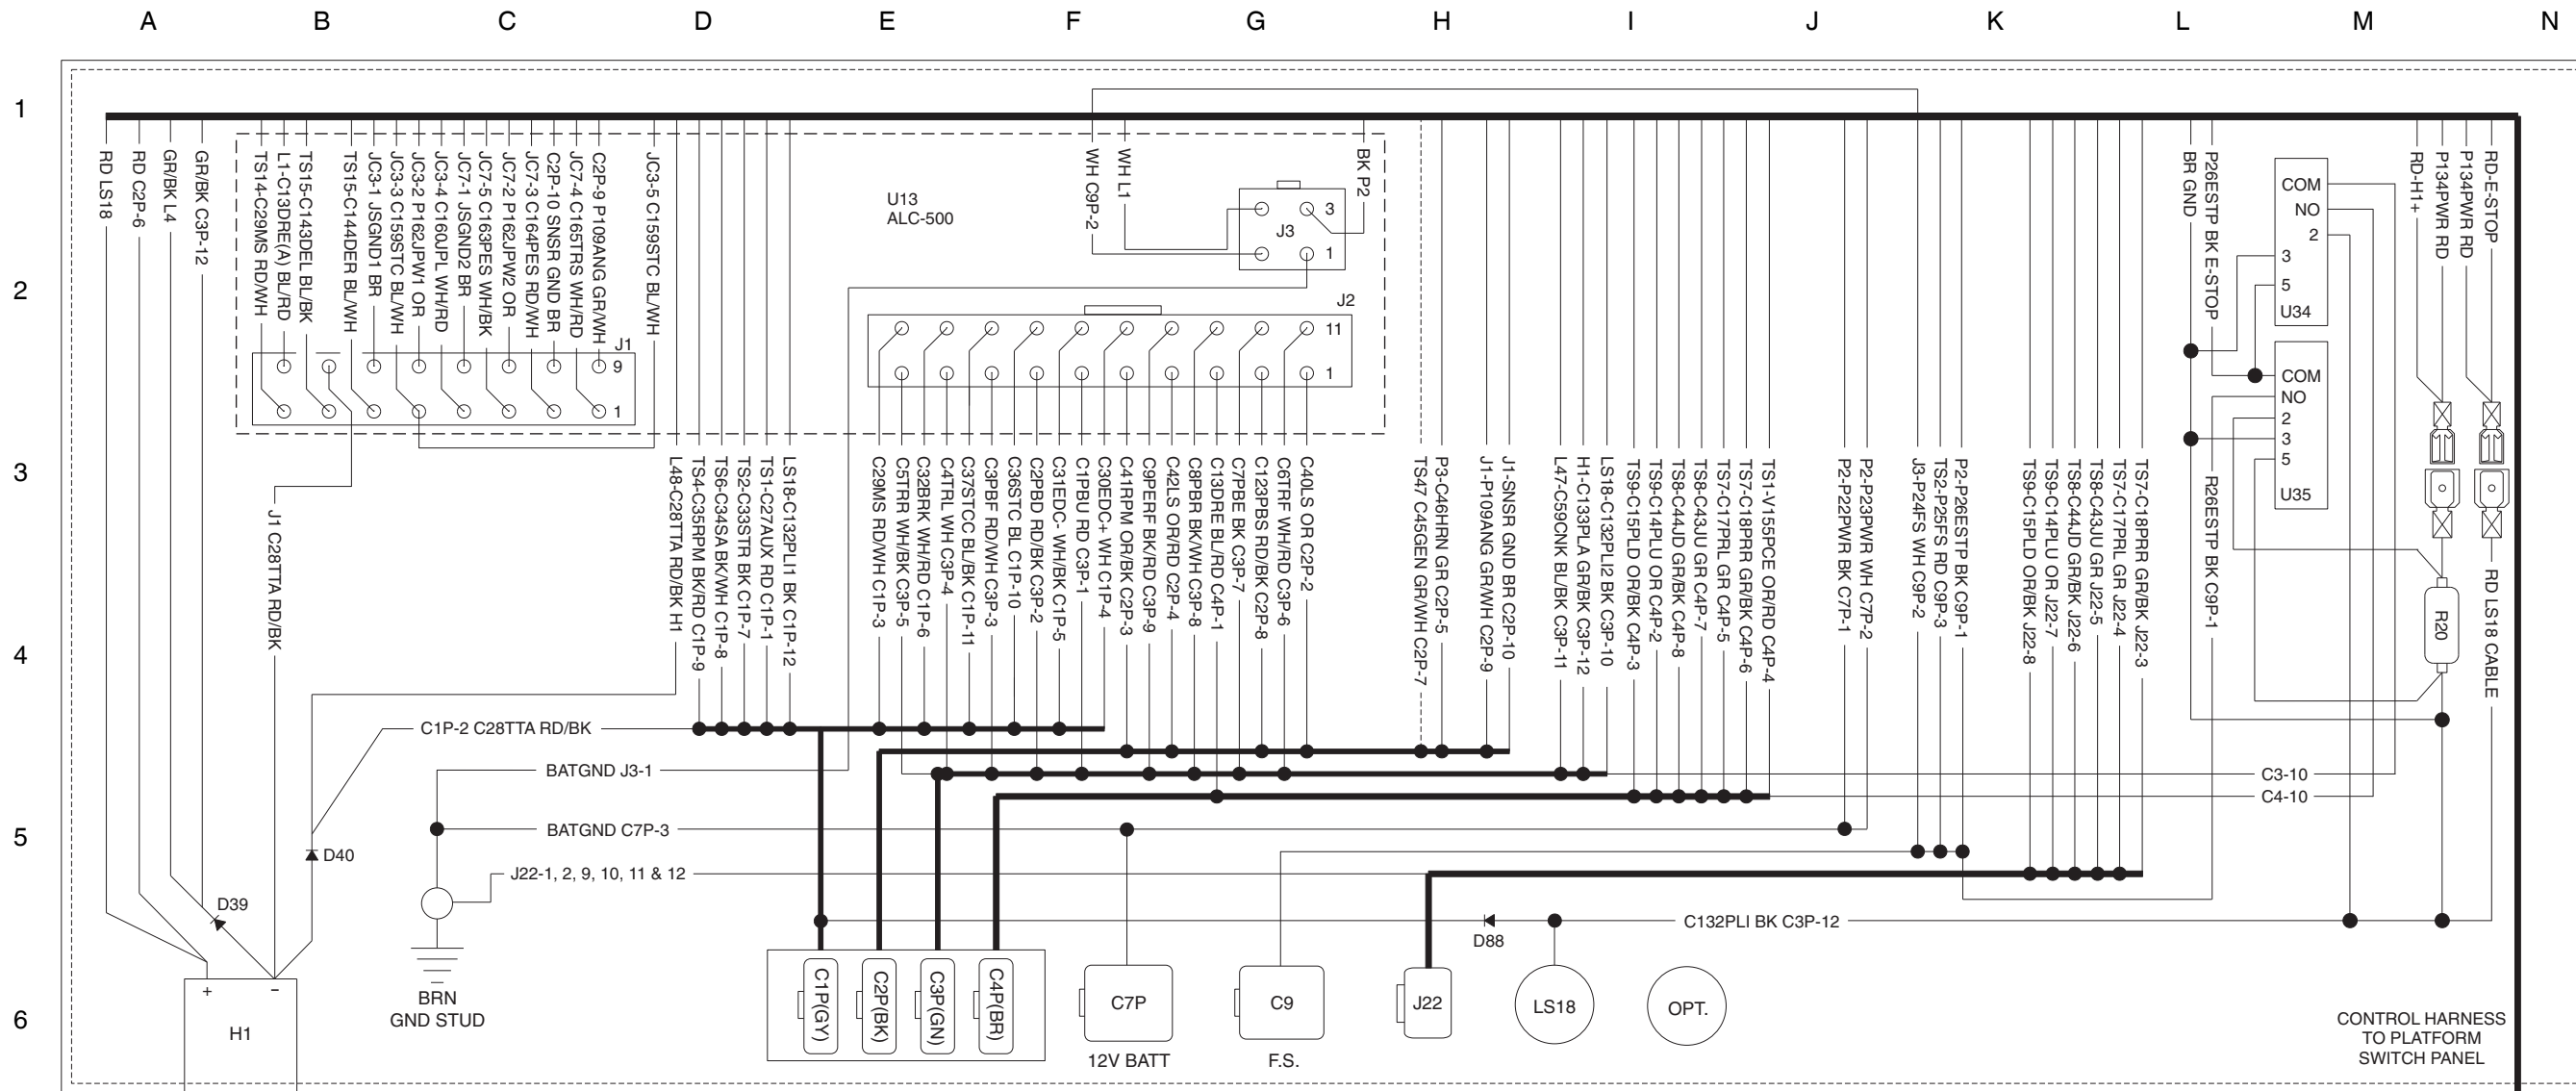 A B C D E F G H I J K L M N
1
2
3
4
5
6
RD LS18
RD C2P-6
GR/BK L4
GR/BK C3P-12
TS14-C29MS RD/WH
L1-C13DRE(A) BL/RD
TS15-C143DEL BL/BK
TS15-C144DER BL/WH
JC3-1 JSGND1 BR
JC3-3 C159STC BL/WH
JC3-2 P162JPW1 OR
JC3-4 C160JPL WH/RD
JC7-1 JSGND2 BR
JC7-5 C163PES WH/BK
JC7-2 P162JPW2 OR
JC7-3 C164PES RD/WH
C2P-10 SNSR GND BR
JC7-4 C165TRS WH/RD
C2P-9 P109ANG GR/WH
JC3-5 C159STC BL/WH
J1
9
1
U13
ALC-500
WH C9P-2
WH L1
BK P2
3
J3
1
J2
11
1
BR GND
P26ESTP BK E-STOP
COM
NO
2
3
5
U34
COM
NO
2
3
5
U35
RD-H1+
P134PWR RD
P134PWR RD
RD-E-STOP
J1 C28TTA RD/BK
L48-C28TTA RD/BK H1
TS4-C35RPM BK/RD C1P-9
TS6-C34SA BK/WH C1P-8
TS2-C33STR BK C1P-7
TS1-C27AUX RD C1P-1
LS-18-C132PLI1 BK C1P-12
C29MS RD/WH C1P-3
C5TRR WH/BK C3P-5
C32BRK WH/RD C1P-6
C4TRL WH C3P-4
C37STCC BL/BK C1P-11
C3PBF RD/WH C3P-3
C36STC BL C1P-10
C2PBD RD/BK C3P-2
C31EDC- WH/BK C1P-5
C1PBU RD C3P-1
C30EDC+ WH C1P-4
C41RPM OR/BK C2P-3
C9PERF BK/RD C3P-9
C42LS OR/RD C2P-4
C8PBR BK/WH C3P-8
C13DRE BL/RD C4P-1
C7PBE BK C3P-7
C123PBS RD/BK C2P-8
C6TRF WH/RD C3P-6
C40LS OR C2P-2
TS47 C45GEN GR/WH C2P-7
P3-C46HRN GR C2P-5
J1-P109ANG GR/WH C2P-9
J1-SNSR GND BR C2P-10
L47-C59CNK BL/BK C3P-11
H1-C133PLA GR/BK C3P-12
LS18-C132PLI2 BK C3P-10
TS9-C15PLD OR/BK C4P-3
TS9-C14PLU OR C4P-2
TS8-C44JD GR/BK C4P-8
TS8-C43JU GR C4P-7
TS7-C17PRL GR C4P-5
TS7-C18PRR GR/BK C4P-6
TS1-V155PCE OR/RD C4P-4
P2-P22PWR BK C7P-1
P2-P23PWR WH C7P-2
J3-P24FS WH C9P-2
TS2-P25FS RD C9P-3
P2-P26ESTP BK C9P-1
TS9-C15PLD OR/BK J22-8
TS9-C14PLU OR J22-7
TS8-C44JD GR/BK J22-6
TS8-C43JU GR J22-5
TS7-C17PRL GR J22-4
TS7-C18PRR GR/BK J22-3
R26ESTP BK C9P-1
R20
RD LS18 CABLE
C1P-2 C28TTA RD/BK
BATGND J3-1
C3-10
C4-10
BATGND C7P-3
D40
J22-1, 2, 9, 10, 11 & 12
D39
D88
C132PLI BK C3P-12
+
−
H1
BRN
GND STUD
C1P(GY)
C2P(BK)
C3P(GN)
C4P(BR)
C7P
12V BATT
C9
F.S.
J22
LS18
OPT.
CONTROL HARNESS
TO PLATFORM
SWITCH PANEL